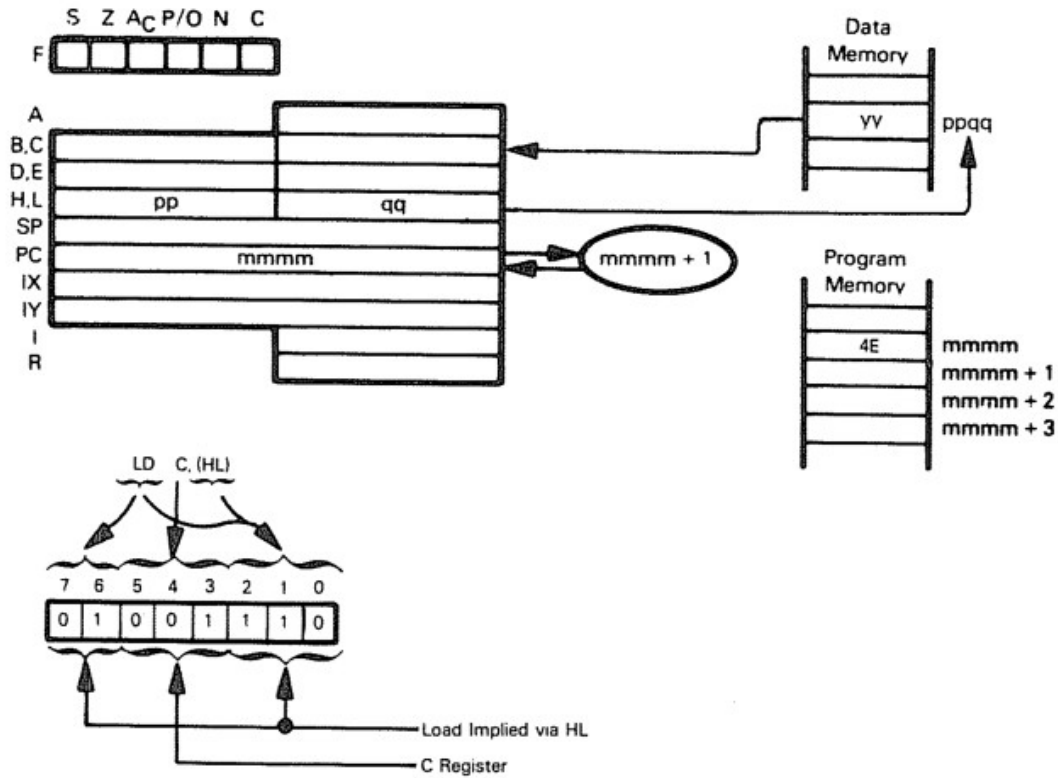 S Z AC P/O N C
F
Data
Memory
A
yy
ppqq
B,C
D,E
H,L pp qq
SP
PC mmmm
mmmm + 1
IX
IY
I
R
Program
Memory
4E mmmm
mmmm + 1
mmmm + 2
mmmm + 3
LD C, (HL)
7 6 5 4 3 2 1 0
0 1 0 0 1 1 1 0
Load Implied via HL
C Register